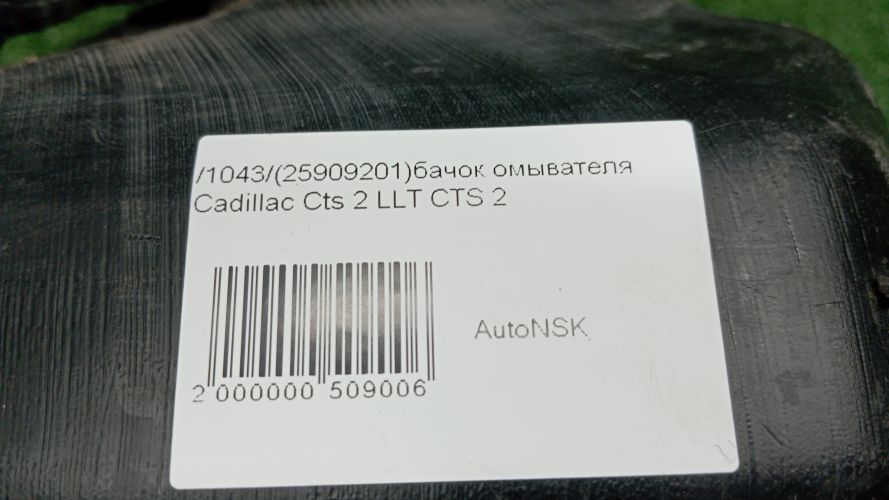 /1043/(25909201)бачок омывателя
Cadillac Cts 2 LLT CTS 2
AutoNSK
2 000000 509006